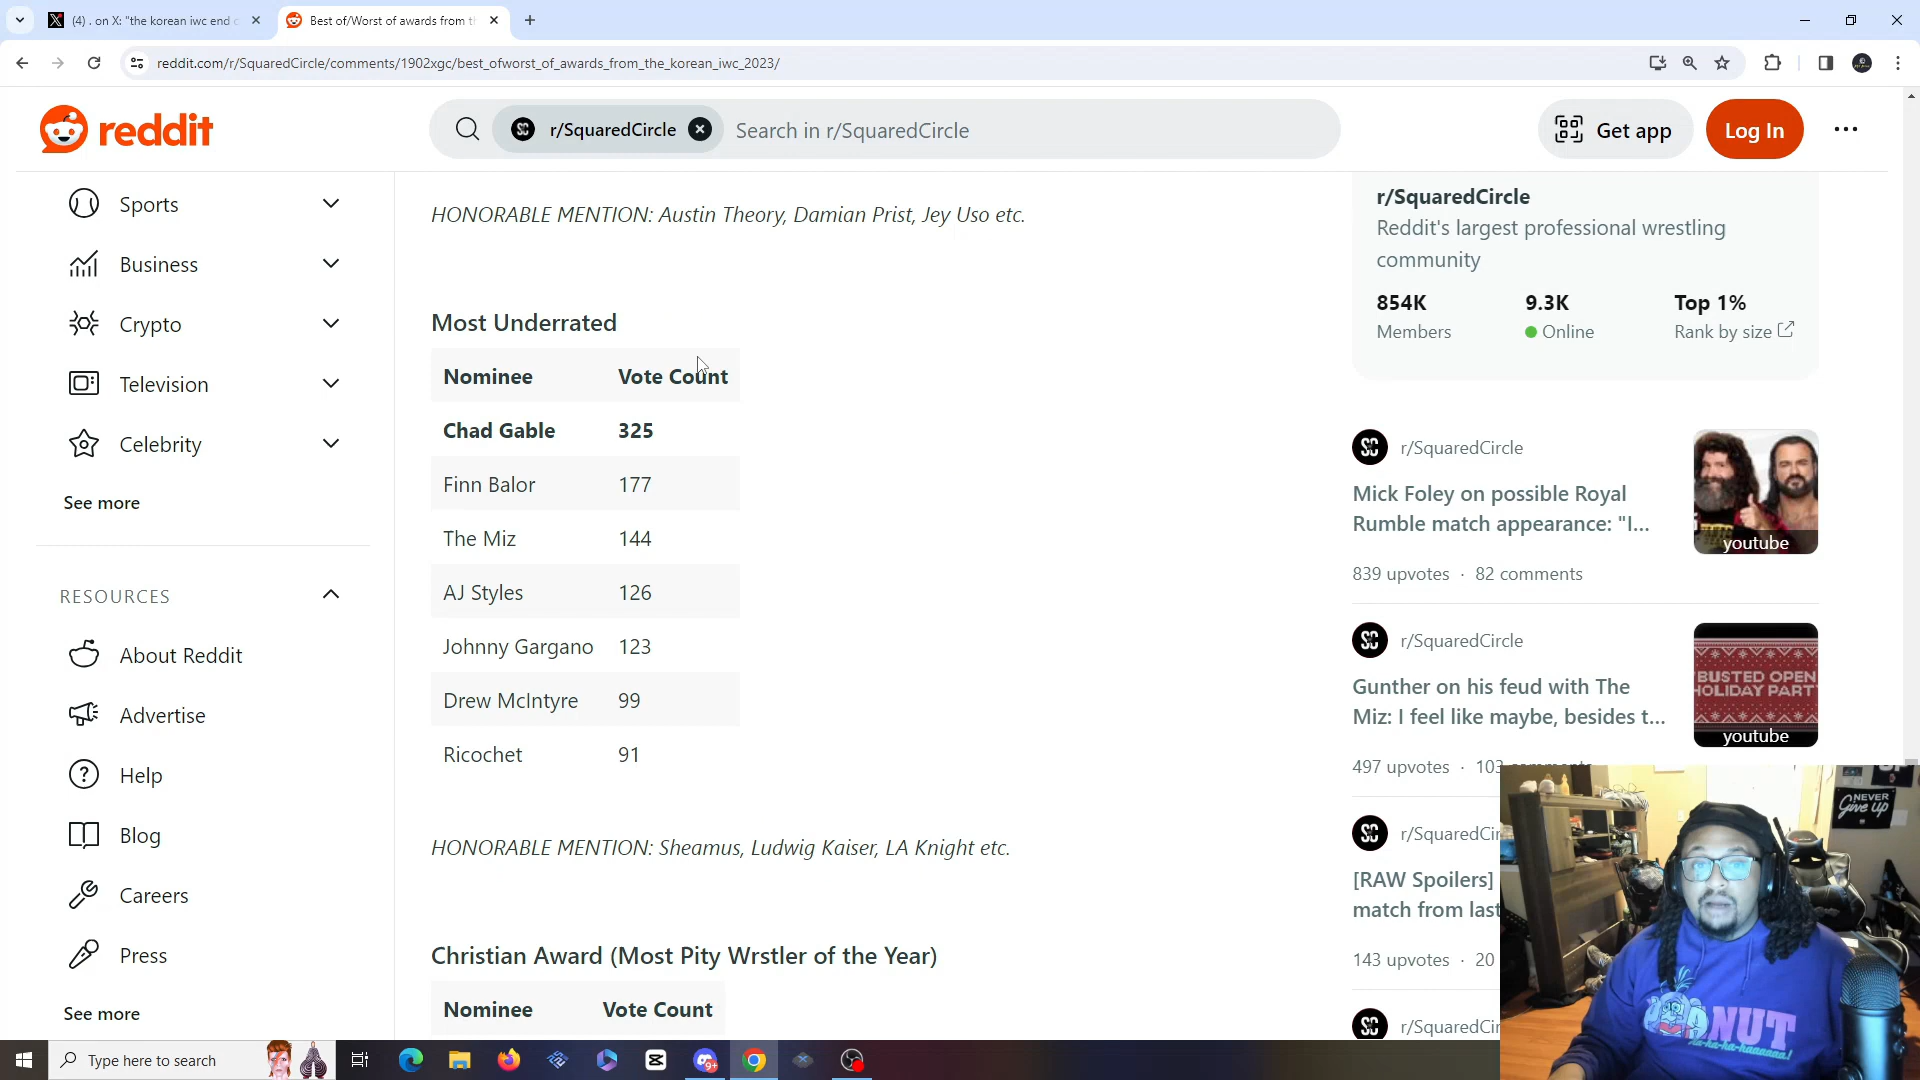 (4) . on X: "the korean iwc end
Best of/Worst of awards from
reddit.com/r/SquaredCircle/comments/1902xgc/best_ofworst_of_awards_from_the_korean_iwc_2023/
reddit
r/SquaredCircle
Search in r/SquaredCircle
Get app
Log In
Sports
Business
Crypto
Television
Celebrity
See more
RESOURCES
About Reddit
Advertise
Help
Blog
Careers
Press
See more
HONORABLE MENTION: Austin Theory, Damian Prist, Jey Uso etc.
Most Underrated
Nominee Vote Count
Chad Gable 325
Finn Balor 177
The Miz 144
AJ Styles 126
Johnny Gargano 123
Drew McIntyre 99
Ricochet 91
HONORABLE MENTION: Sheamus, Ludwig Kaiser, LA Knight etc.
Christian Award (Most Pity Wrstler of the Year)
Nominee Vote Count
r/SquaredCircle
Reddit's largest professional wrestling
community
854K 9.3K Top 1%
Members Online Rank by size
r/SquaredCircle
Mick Foley on possible Royal
Rumble match appearance: "I...
youtube
839 upvotes · 82 comments
r/SquaredCircle
Gunther on his feud with The
Miz: I feel like maybe, besides t...
BUSTED OPEN
HOLIDAY PARTY
youtube
497 upvotes · 103 comments
[RAW Spoilers]
match from last
143 upvotes · 20
NEVER
Give up
NUT
Type here to search